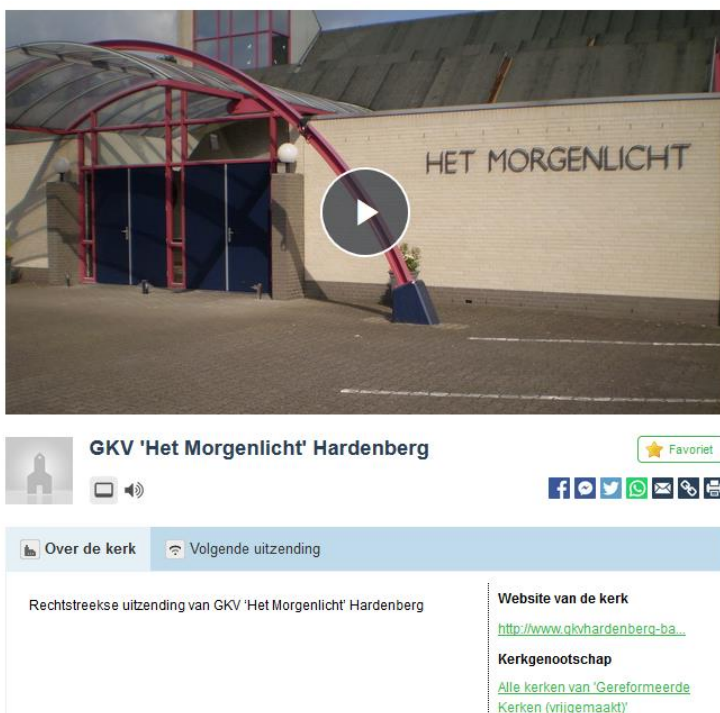 HET MORGENLICHT
GKV 'Het Morgenlicht' Hardenberg
Favoriet
Over de kerk
Volgende uitzending
Rechtstreekse uitzending van GKV 'Het Morgenlicht' Hardenberg
Website van de kerk
http://www.gkvhardenberg-ba...
Kerkgenootschap
Alle kerken van 'Gereformeerde
Kerken (vrijgemaakt)'